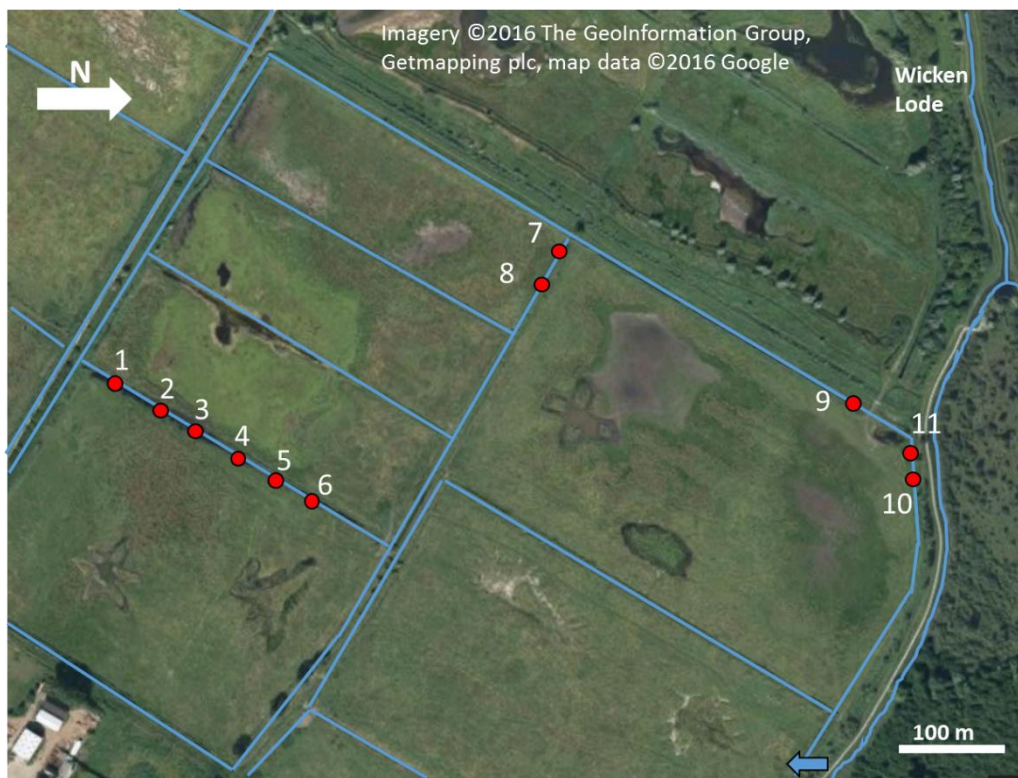 Imagery ©2016 The GeoInformation Group,
Getmapping plc, map data ©2016 Google
N
Wicken
Lode
7
8
1
2
3
4
5
6
9
11
10
100 m